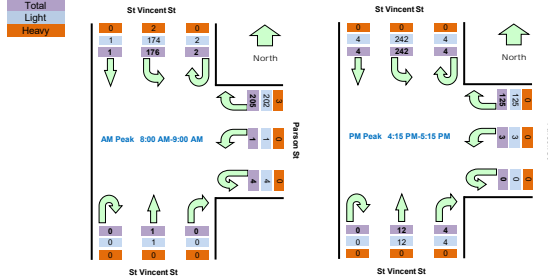 Total
Light
Heavy
St Vincent St
0 2 0
1 174 2
1 176 2
North
205 202 3
AM Peak 8:00 AM-9:00 AM
1 1 0
Parson St
4 4 0
0 1 0
0 1 0
0 0 0
St Vincent St
St Vincent St
0 0 0
4 242 4
4 242 4
North
125 125 0
PM Peak 4:15 PM-5:15 PM
3 3 0
0 0 0
0 12 4
0 12 4
0 0 0
St Vincent St